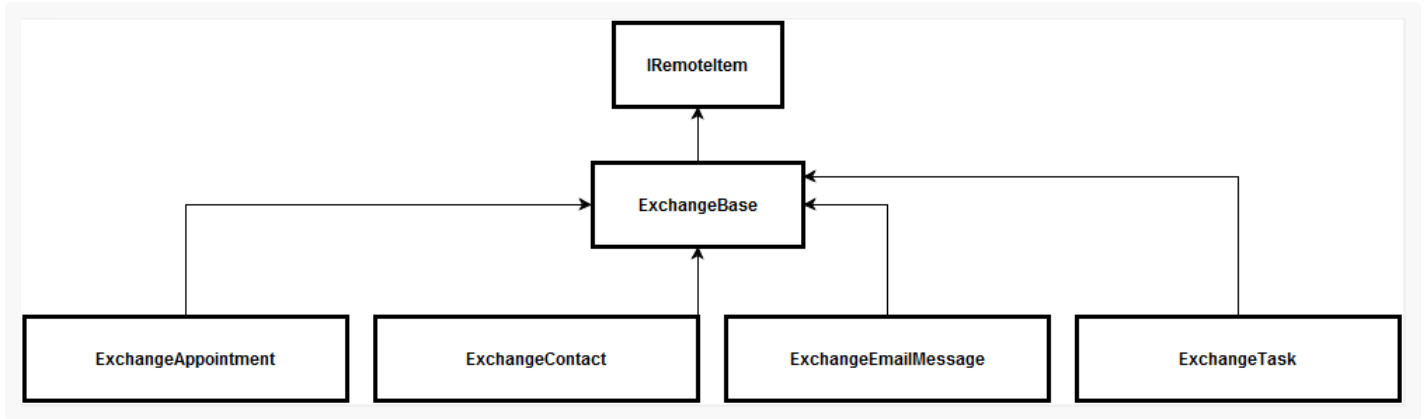 IRemoteItem
ExchangeBase
ExchangeAppointment
ExchangeContact
ExchangeEmailMessage
ExchangeTask